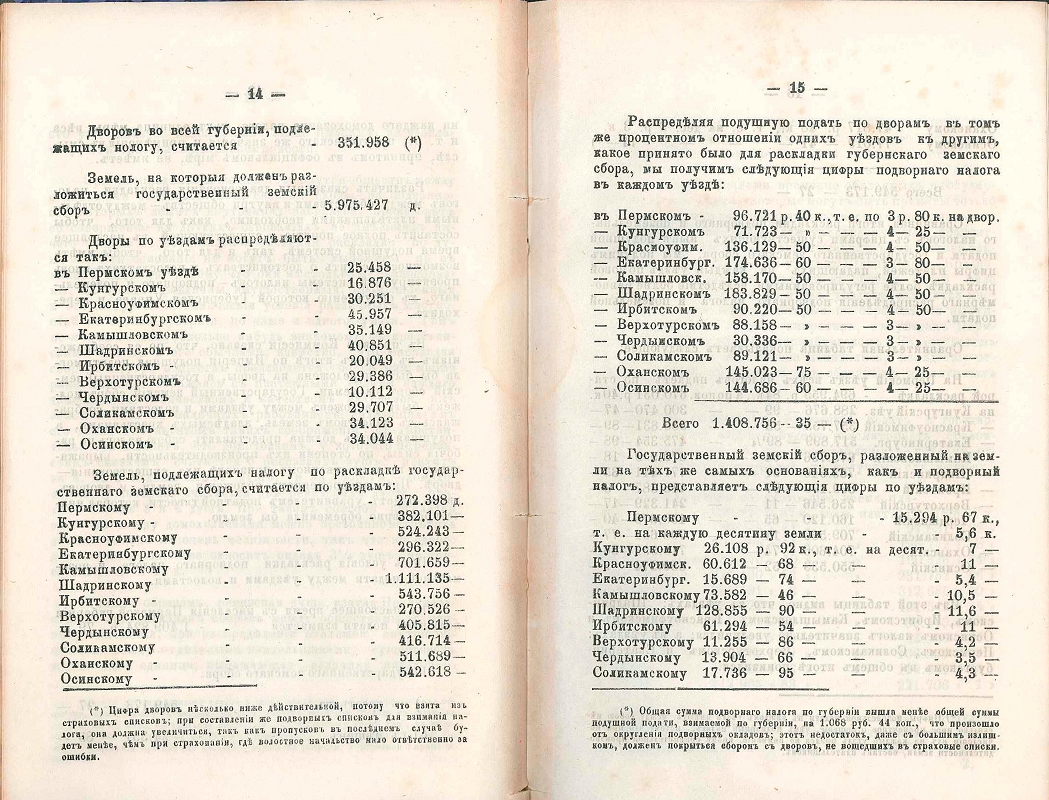 — 14 —
Дворовъ во всей губерніи, подле-
жащихъ нологу, считается - 351.958 (*)
Земель, на которыя долженъ раз-
ложиться государственный земскій
сборъ - - - 5.975.427 д.
Дворы по уѣздамъ распредѣляют-
ся такъ:
въ Пермскомъ уѣздѣ - - 25.458 —
— Кунгурскомъ - - 16.876 —
— Красноуфимскомъ - - 30.251 —
— Екатеринбургскомъ - - 45.957 —
— Камышловскомъ - - 35.149 —
— Шадринскомъ - - 40.851 —
— Ирбитскомъ - - - 20.049 —
— Верхотурскомъ - - 29.386 —
— Чердынскомъ - - 10.112 —
— Соликамскомъ - - 29.707 —
— Оханскомъ - - - 34.123 —
— Осинскомъ - - - 34.044 —
Земель, подлежащихъ налогу по раскладкѣ государ-
ственнаго земскаго сбора, считается по уѣздамъ:
Пермскому - - - 272.398 д.
Кунгурскому - - - 382.101 —
Красноуфимскому - - 524.243 —
Екатеринбургскому - - 296.322 —
Камышловскому - - 701.659 —
Шадринскому - - - 1.111.135 —
Ирбитскому - - - 543.756 —
Верхотурскому - - 270.526 —
Чердынскому - - 405.815 —
Соликамскому - - 416.714 —
Оханскому - - - 511.689 —
Осинскому - - - 542.618 —
(*) Цифра дворовъ нѣсколько ниже дѣйствительной, потому что взята изъ
страховыхъ списковъ; при составленіи же подворныхъ списковъ для взиманія на-
лога, она должна увеличиться, такъ какъ пропусковъ въ послѣднемъ случаѣ бу-
детъ менѣе, чѣмъ при страхованіи, гдѣ волостное начальство мало отвѣтственно за
ошибки.
— 15 —
Распредѣляя подушную подать по дворамъ въ томъ
же процентномъ отношеніи однихъ уѣздовъ къ другимъ,
какое принято было для раскладки губернскаго земскаго
сбора, мы получимъ слѣдующія цифры подворнаго налога
въ каждомъ уѣздѣ:
въ Пермскомъ - 96.721 р. 40 к., т. е. по 3 р. 80 к. на двор.
— Кунгурскомъ 71.723 — » — — — 4 — 25 — —
— Красноуфим. 136.129 — 50 — — — 4 — 50 — —
— Екатеринбург. 174.636 — 60 — — — 3 — 80 — —
— Камышловск. 158.170 — 50 — — — 4 — 50 — —
Шадринскомъ 183.829 — 50 — — — 4 — 50 — —
— Ирбитскомъ 90.220 — 50 — — — 4 — 50 — —
— Верхотурскомъ 88.158 — » — — — 3 — » — —
— Чердынскомъ 30.336 — » — — — 3 — » — —
— Соликамскомъ 89.121 — » — — — 3 — » — —
— Оханскомъ 145.023 — 75 — — — 4 — 25 — —
— Осинскомъ 144.686 — 60 — — — 4 — 25 — —
Всего 1.408.756 - 35 — (*)
Государственный земскій сборъ, разложенный на зем-
ли на тѣхъ же самыхъ основаніяхъ, какъ и подворный
налогъ, представляетъ слѣдующія цифры по уѣздамъ:
Пермскому - - - - 15.294 р. 67 к.,
т. е. на каждую десятину земли - - 5,6 к.
Кунгурскому 26.108 р. 92 к., т. е. на десят. - 7 —
Красноуфимск. 60.612 — 68 — — - 11 —
Екатеринбург. 15.689 — 74 — — - 5,4 —
Камышловскому 73.582 — 46 — — - 10,5 —
Шадринскому 128.855 — 90 — — - 11,6 —
Ирбитскому 61.294 — 54 — — - 11 —
Верхотурскому 11.255 — 86 — — - 4,2 —
Чердынскому 13.904 — 66 — — - 3,5 —
Соликамскому 17.736 — 95 — — - 4,3 —
(*) Общая сумма подворнаго налога по губерніи вышла менѣе общей суммы
подушной подати, взимаемой по губерніи, на 1.068 руб. 44 коп., что произошло
отъ округленія подворныхъ окладовъ; этотъ недостатокъ, даже съ большимъ излиш-
комъ, долженъ покрыться сборомъ съ дворовъ, не вошедшихъ въ страховые списки.